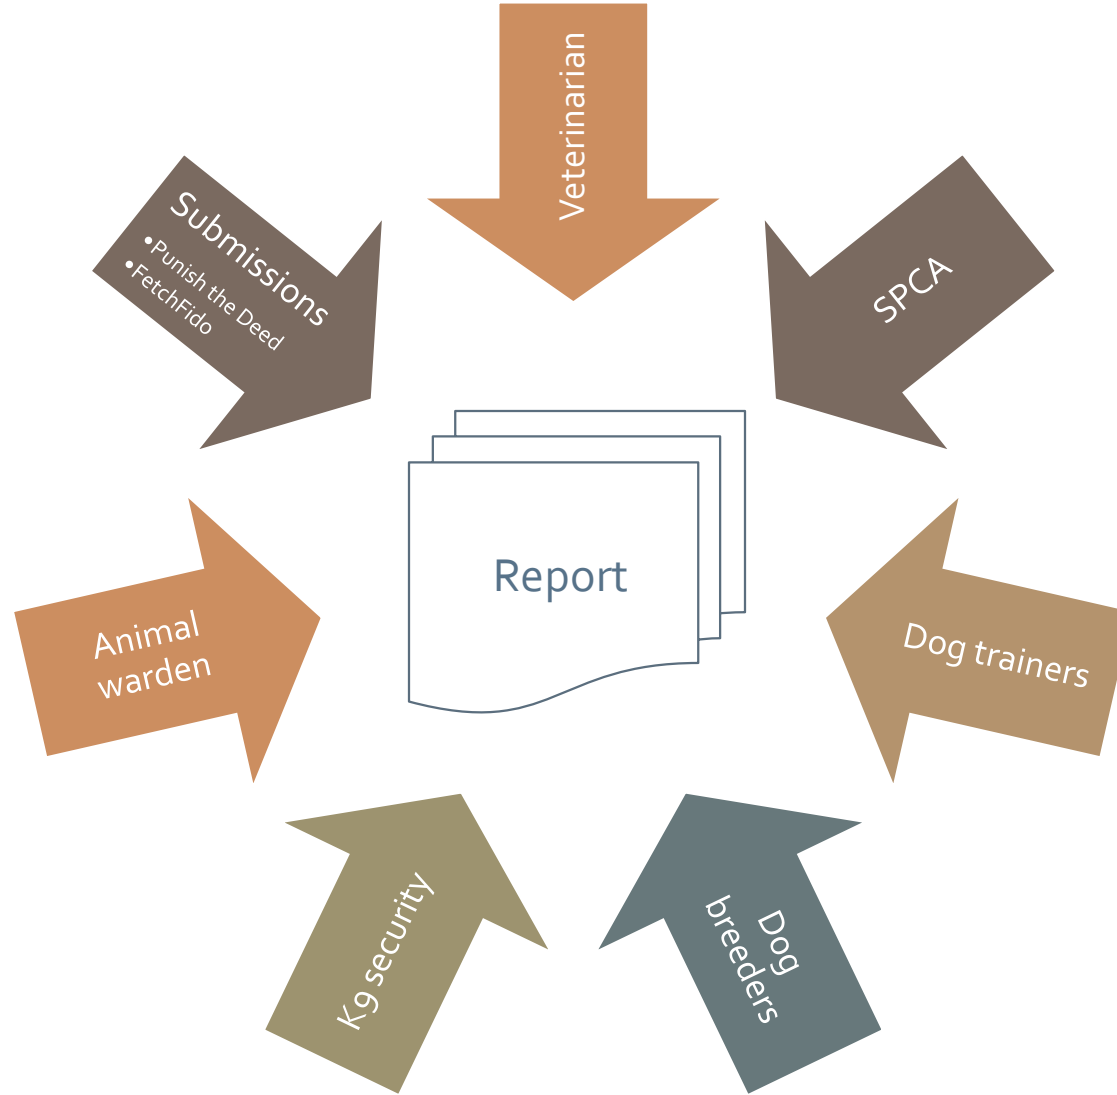 Veterinarian
SPCA
Dog trainers
Dog
breeders
K9 security
Animal
warden
Submissions
•Punish the Deed
•FetchFido
Report